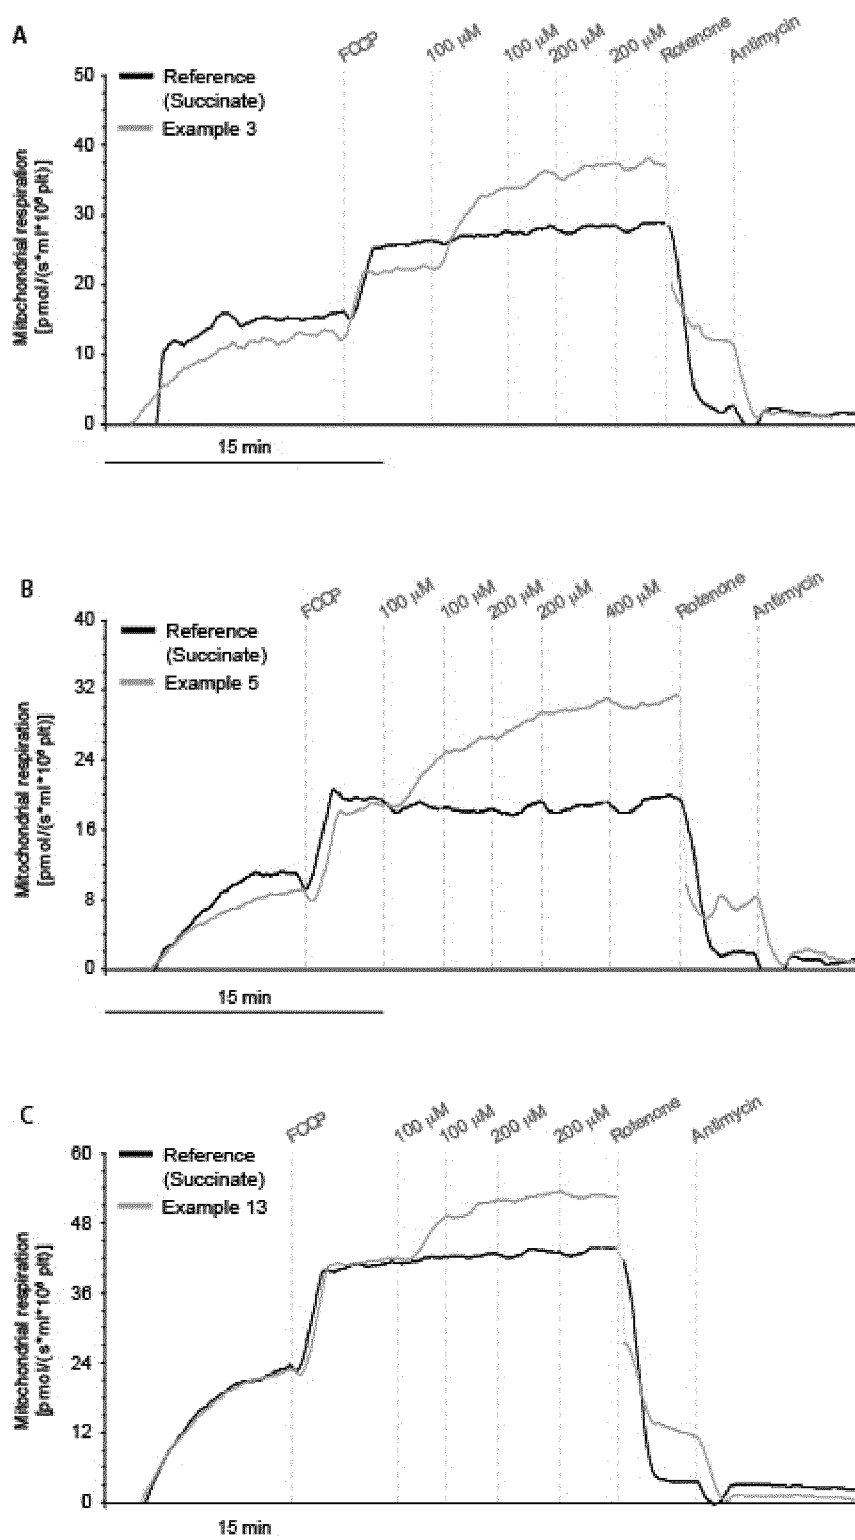 A
FCCP
100 µM
100 µM
200 µM
200 µM
Rotenone
Antimycin
50
40
30
20
10
0
Mitochondrial respiration
[pmol/(s*ml*10⁸ plt)]
Reference
(Succinate)
Example 3
15 min
B
FCCP
100 µM
100 µM
200 µM
200 µM
400 µM
Rotenone
Antimycin
40
32
24
16
8
0
Mitochondrial respiration
[pmol/(s*ml*10⁸ plt)]
Reference
(Succinate)
Example 5
15 min
C
FCCP
100 µM
100 µM
200 µM
200 µM
Rotenone
Antimycin
60
48
36
24
12
0
Mitochondrial respiration
[pmol/(s*ml*10⁸ plt)]
Reference
(Succinate)
Example 13
15 min